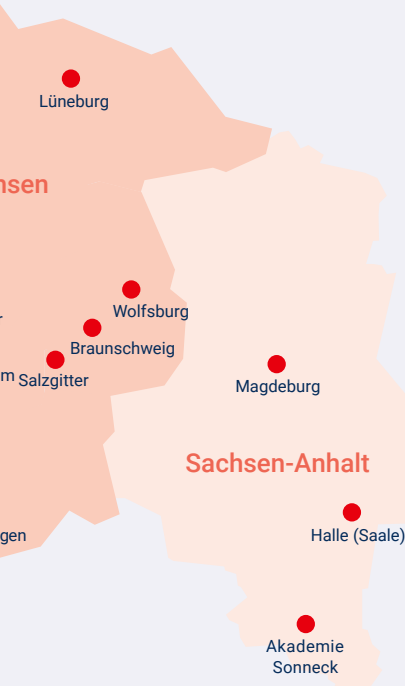 Lüneburg
nsen
Wolfsburg
r
Braunschweig
m
Salzgitter
Magdeburg
Sachsen-Anhalt
gen
Halle (Saale)
Akademie
Sonneck